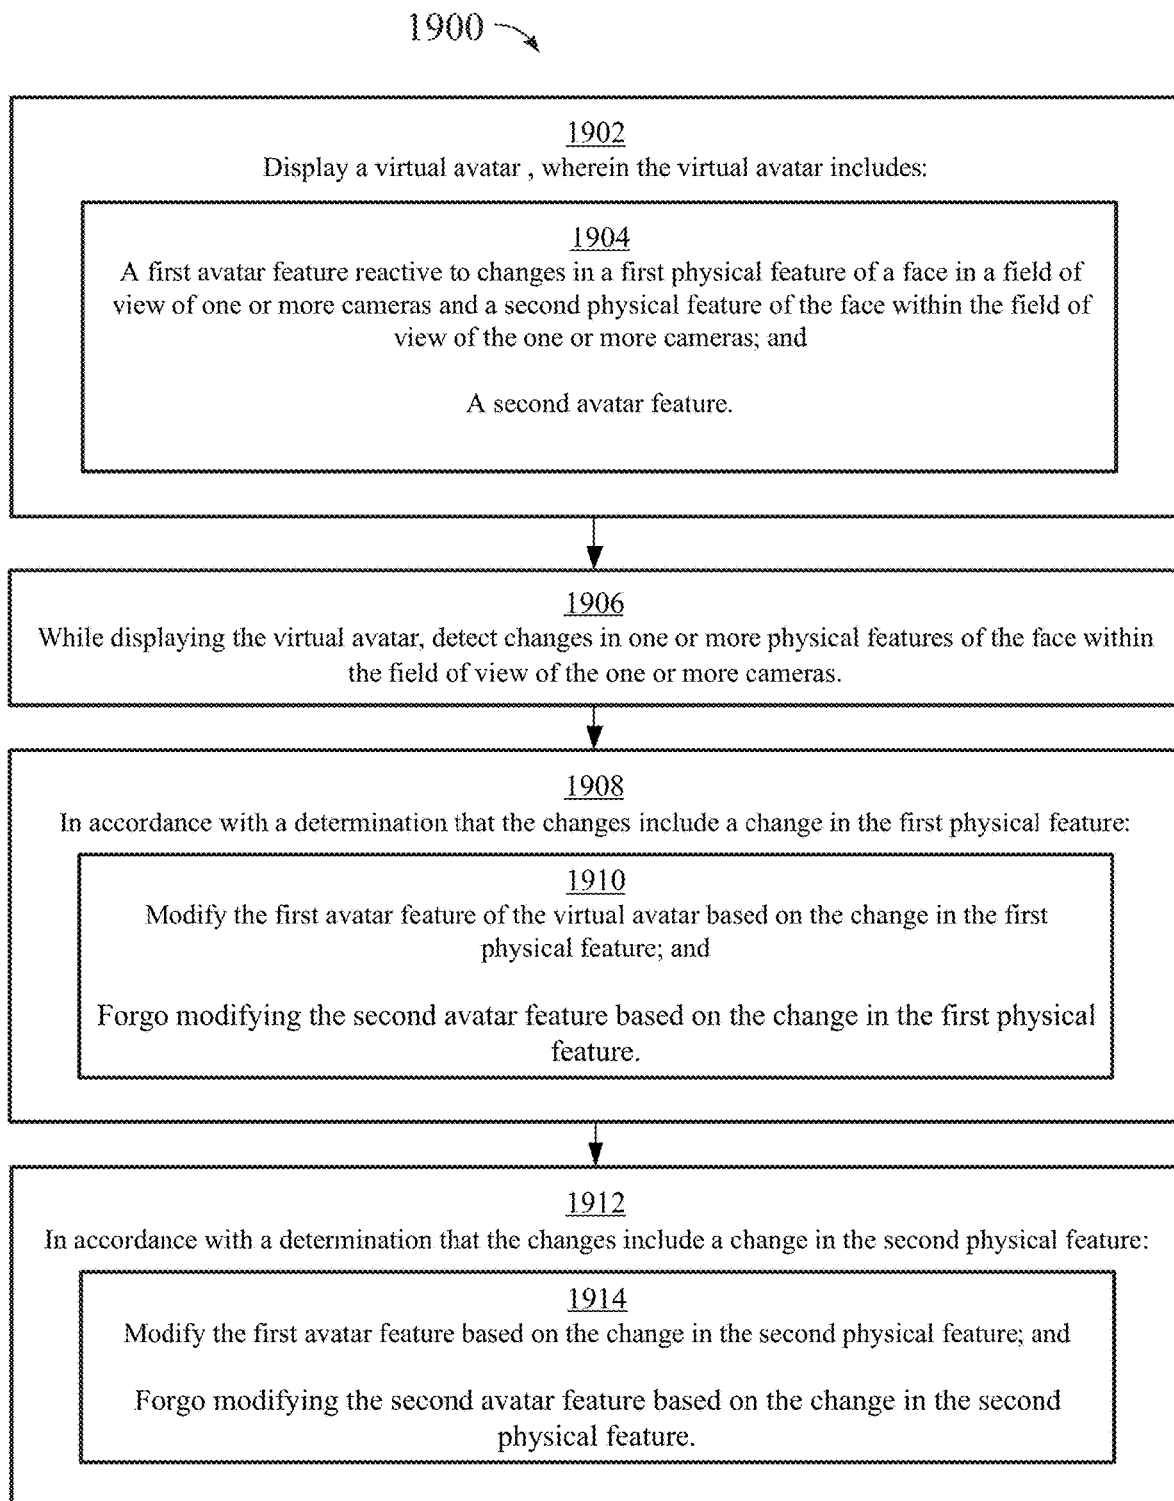 1900
1902
Display a virtual avatar , wherein the virtual avatar includes:
1904
A first avatar feature reactive to changes in a first physical feature of a face in a field of
view of one or more cameras and a second physical feature of the face within the field of
view of the one or more cameras; and
A second avatar feature.
1906
While displaying the virtual avatar, detect changes in one or more physical features of the face within
the field of view of the one or more cameras.
1908
In accordance with a determination that the changes include a change in the first physical feature:
1910
Modify the first avatar feature of the virtual avatar based on the change in the first
physical feature; and
Forgo modifying the second avatar feature based on the change in the first physical
feature.
1912
In accordance with a determination that the changes include a change in the second physical feature:
1914
Modify the first avatar feature based on the change in the second physical feature; and
Forgo modifying the second avatar feature based on the change in the second
physical feature.